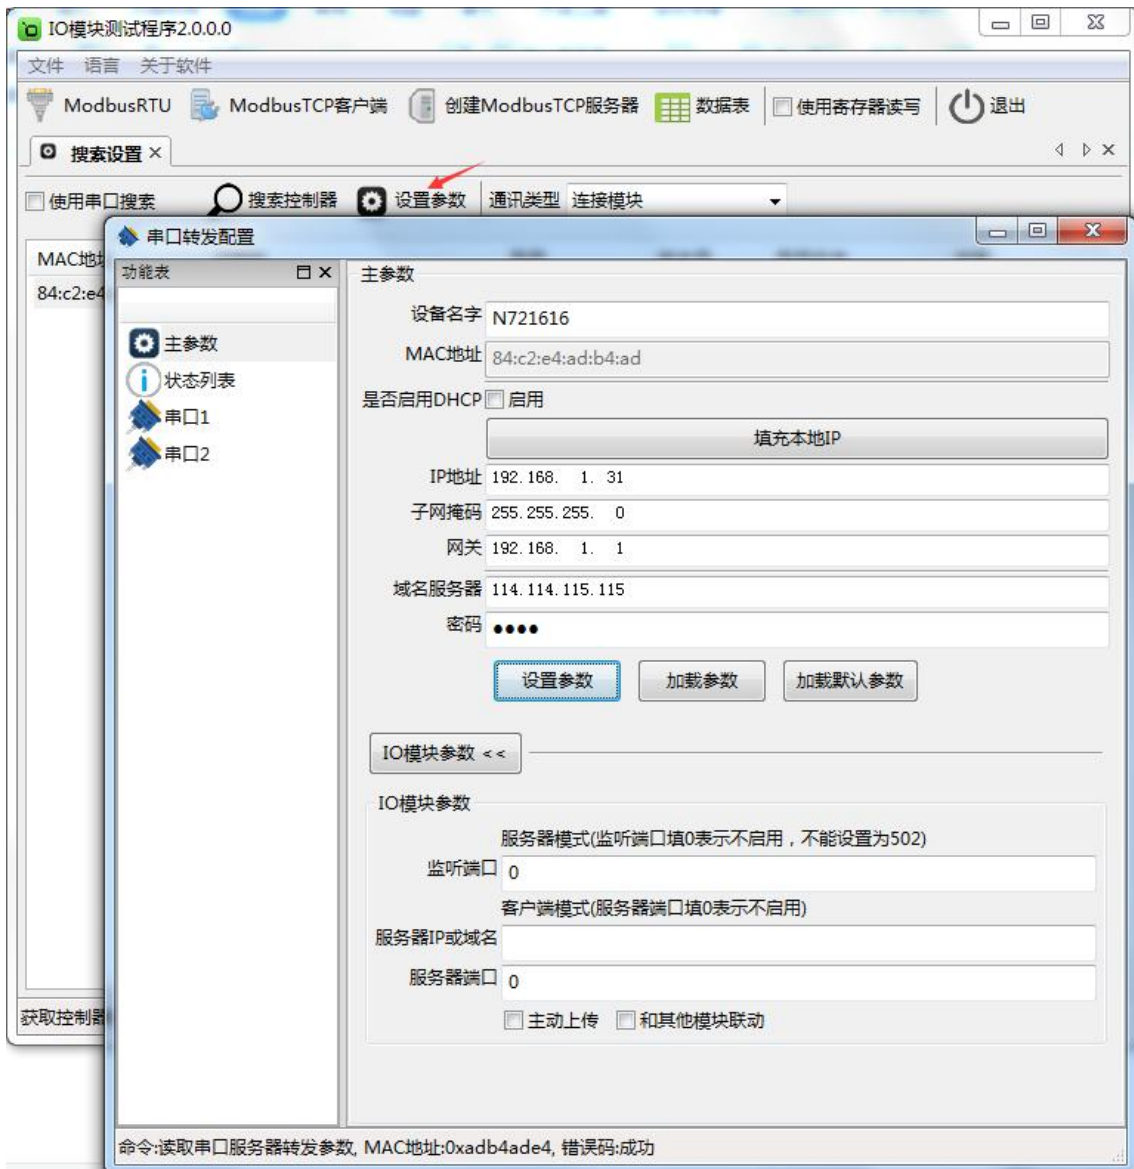 IO模块测试程序2.0.0.0
文件 语言 关于软件
ModbusRTU ModbusTCP客户端 创建ModbusTCP服务器 数据表 使用寄存器读写 退出
搜索设置
使用串口搜索 搜索控制器 设置参数 通讯类型 连接模块
MAC地
84:c2:e4
获取控制器
串口转发配置
功能表
主参数
状态列表
串口1
串口2
主参数
设备名字 N721616
MAC地址 84:c2:e4:ad:b4:ad
是否启用DHCP 启用
填充本地IP
IP地址 192.168. 1. 31
子网掩码 255.255.255. 0
网关 192.168. 1. 1
域名服务器 114.114.115.115
密码 ●●●●
设置参数 加载参数 加载默认参数
IO模块参数 <<
IO模块参数
服务器模式(监听端口填0表示不启用，不能设置为502)
监听端口 0
客户端模式(服务器端口填0表示不启用)
服务器IP或域名
服务器端口 0
主动上传 和其他模块联动
命令:读取串口服务器转发参数, MAC地址:0xadb4ade4, 错误码:成功